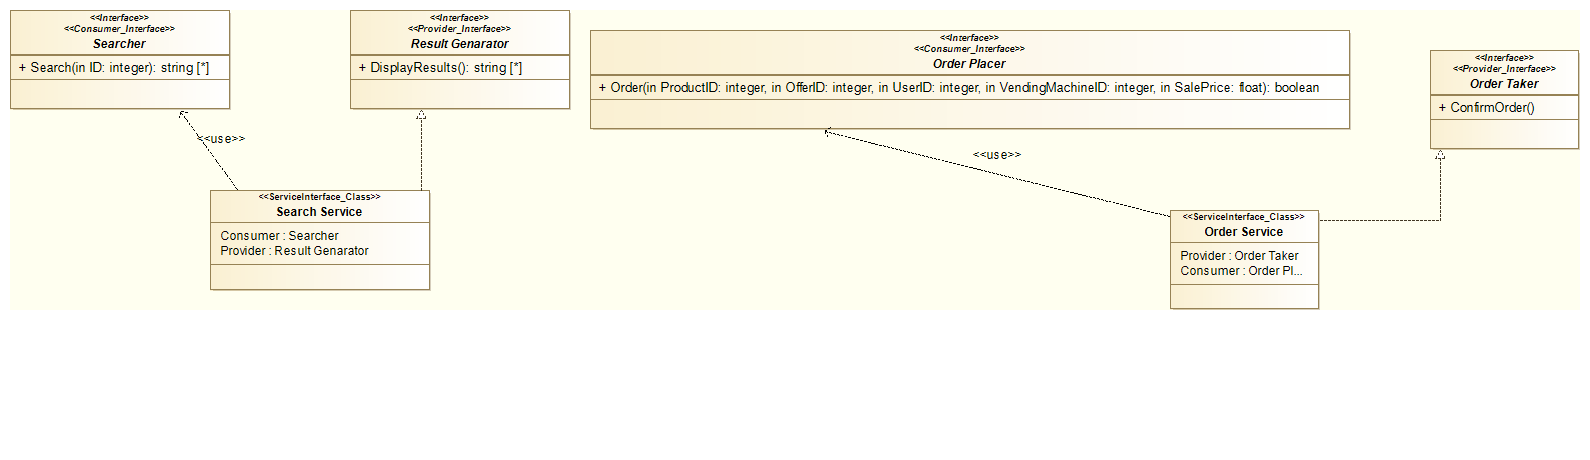 <<Interface>>
<<Consumer_Interface>>
Searcher
+ Search(in ID: integer): string [*]
<<Interface>>
<<Provider_Interface>>
Result Genarator
+ DisplayResults(): string [*]
<<Interface>>
<<Consumer_Interface>>
Order Placer
+ Order(in ProductID: integer, in OfferID: integer, in UserID: integer, in VendingMachineID: integer, in SalePrice: float): boolean
<<Interface>>
<<Provider_Interface>>
Order Taker
+ ConfirmOrder()
<<use>>
<<use>>
<<ServiceInterface_Class>>
Search Service
Consumer : Searcher
Provider : Result Genarator
<<ServiceInterface_Class>>
Order Service
Provider : Order Taker
Consumer : Order Pl...